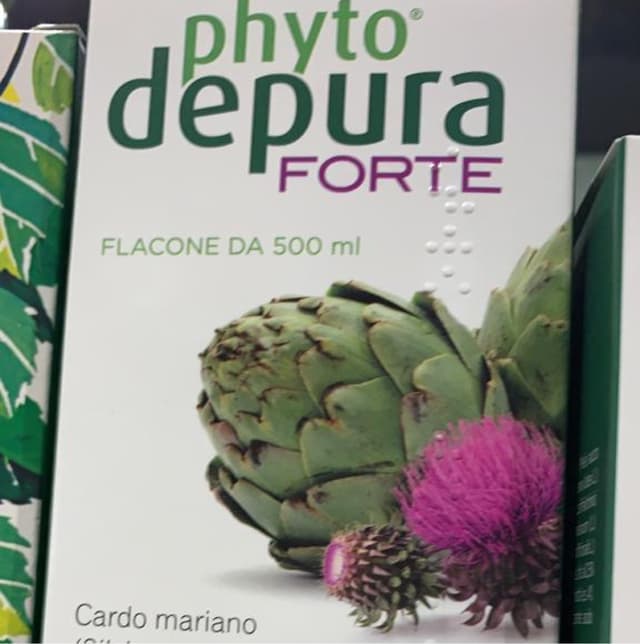 phyto®
depura
FORTE
FLACONE DA 500 ml
Cardo mariano